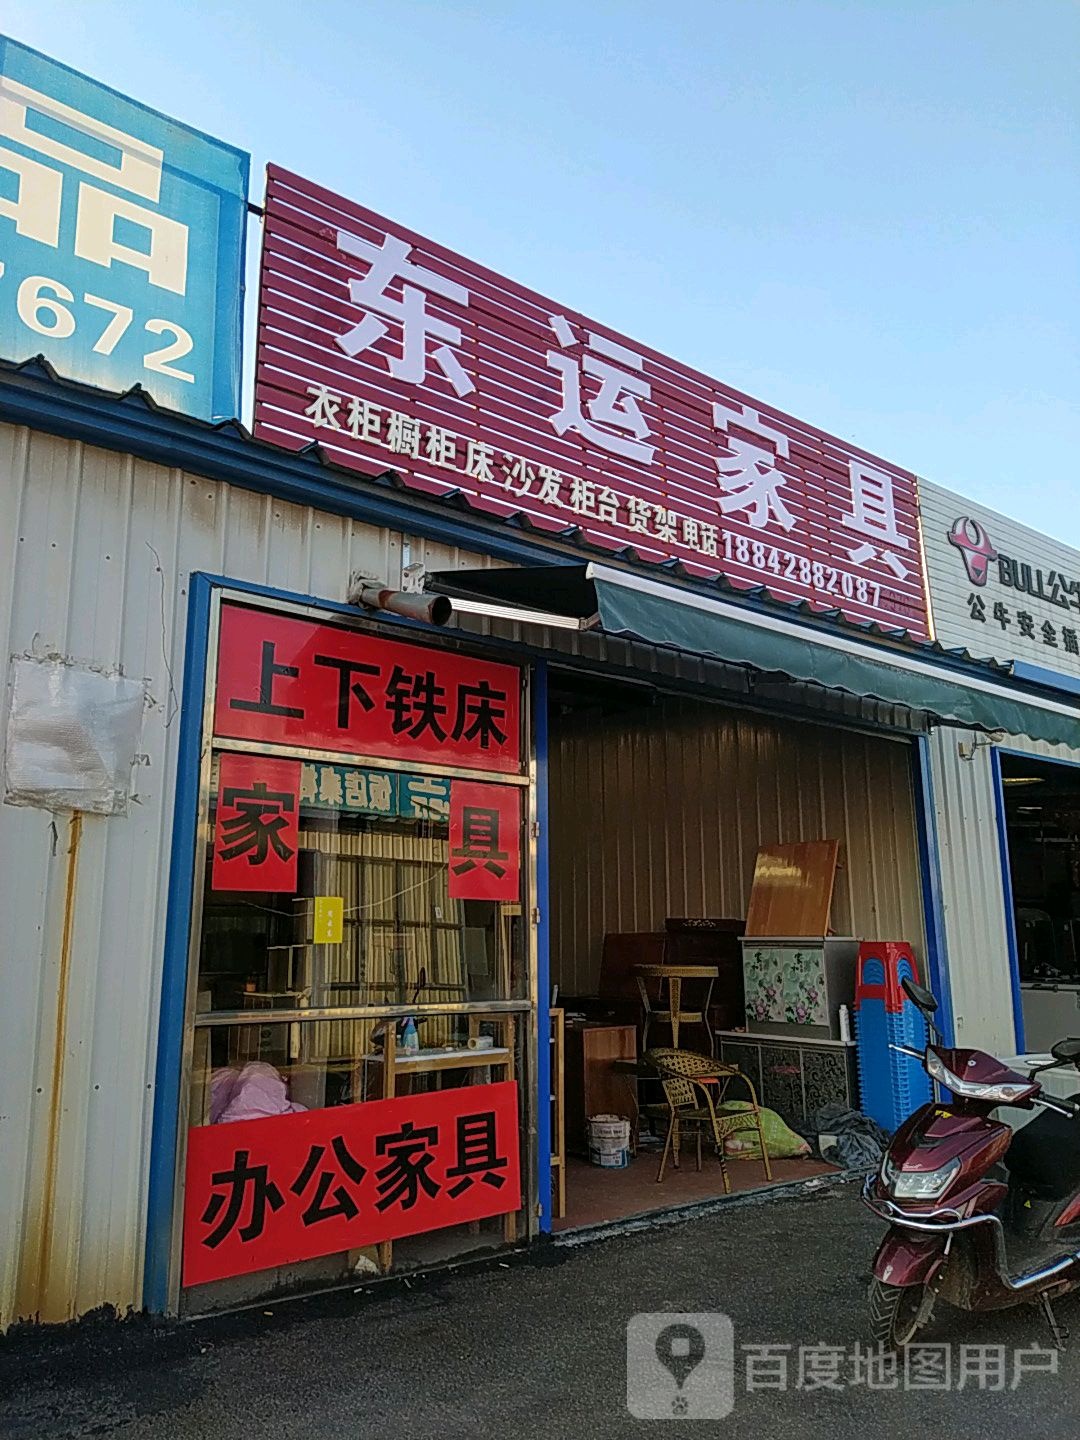 品
7672
东运家具
衣柜橱柜床沙发柜台货架电话18842882087
BULL公牛
公牛安全插
上下铁床
家具
办公家具
百度地图用户